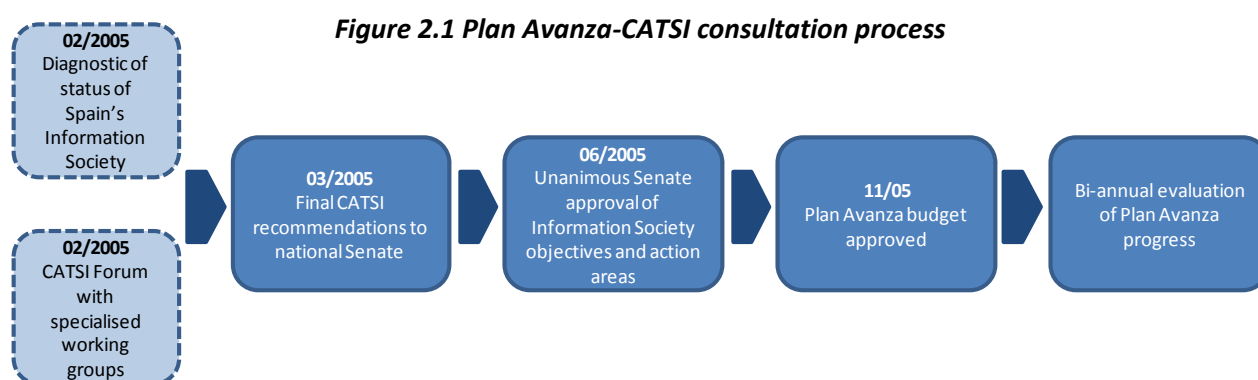 Figure 2.1 Plan Avanza-CATSI consultation process
02/2005
Diagnostic of
status of
Spain's
Information
Society
02/2005
CATSI Forum
with
specialised
working
groups
03/2005
Final CATSI
recommendations to
national Senate
06/2005
Unanimous Senate
approval of
Information Society
objectives and action
areas
11/05
Plan Avanza budget
approved
Bi-annual evaluation
of Plan Avanza
progress